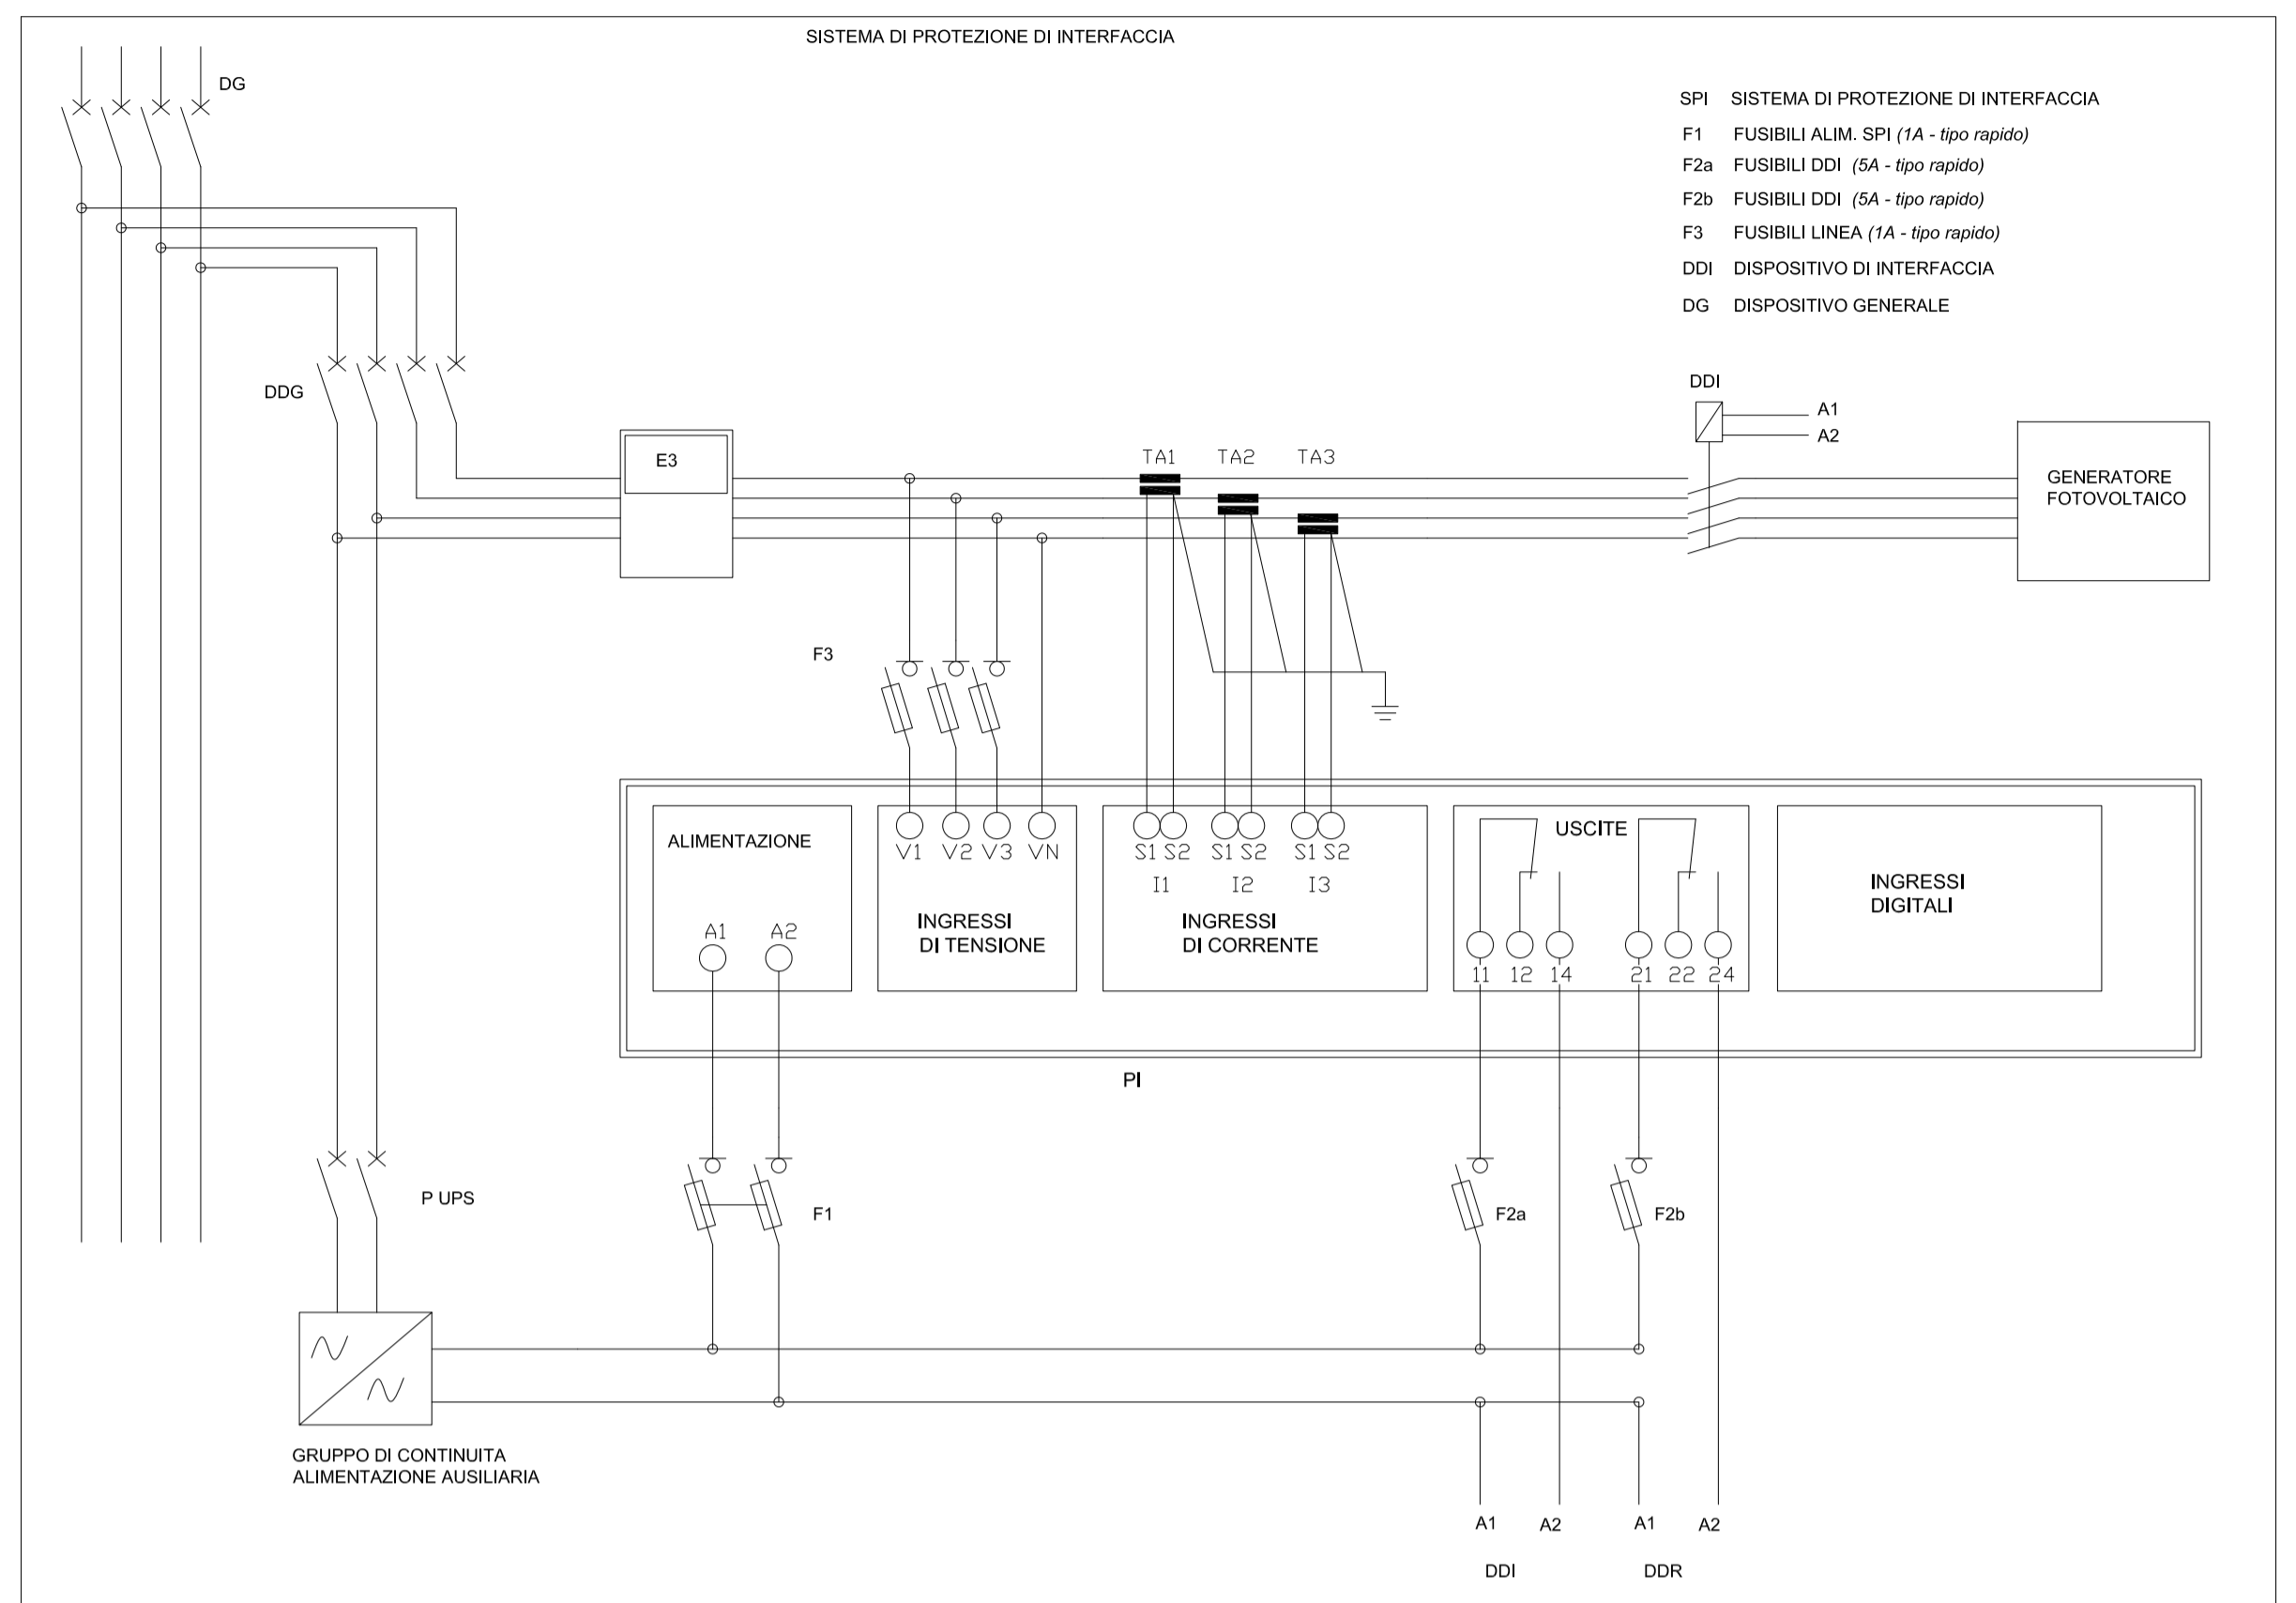 SISTEMA DI PROTEZIONE DI INTERFACCIA
DG
SPI SISTEMA DI PROTEZIONE DI INTERFACCIA
F1 FUSIBILI ALIM. SPI (1A - tipo rapido)
F2a FUSIBILI DDI (5A - tipo rapido)
F2b FUSIBILI DDI (5A - tipo rapido)
F3 FUSIBILI LINEA (1A - tipo rapido)
DDI DISPOSITIVO DI INTERFACCIA
DG DISPOSITIVO GENERALE
DDG
DDI
A1
A2
E3
TA1 TA2 TA3
GENERATORE
FOTOVOLTAICO
F3
ALIMENTAZIONE
A1 A2
V1 V2 V3 VN
INGRESSI
DI TENSIONE
S1 S2 S1 S2 S1 S2
I1 I2 I3
INGRESSI
DI CORRENTE
USCITE
11 12 14 21 22 24
INGRESSI
DIGITALI
PI
P UPS
F1
F2a
F2b
GRUPPO DI CONTINUITA
ALIMENTAZIONE AUSILIARIA
A1 A2 A1 A2
DDI DDR